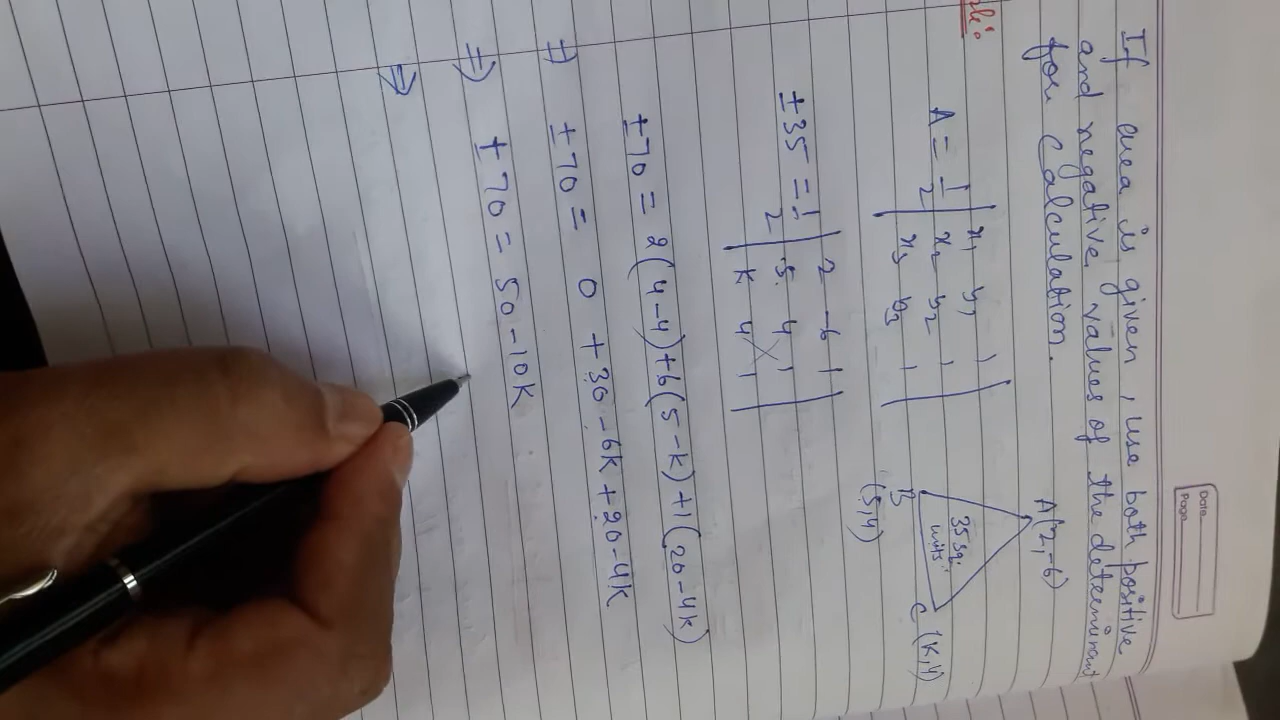 Date
Page
If area is given, use both positive
and negative values of the determinant
for calculation.
A(2,-6)
A = 1/2 | x₁ y₁ 1
x₂ y₂ 1
x₃ y₃ 1 |
35 sq.
units.
B
(5,4)
C (K,4)
±35 = 1/2 | 2 -6 1
5 4 1
K 4 1 |
±70 = 2(4-4)+6(5-K)+1(20-4K)
⇒ ±70 = 0 + 30 - 6K + 20 - 4K
⇒ ±70 = 50 - 10K
⇒